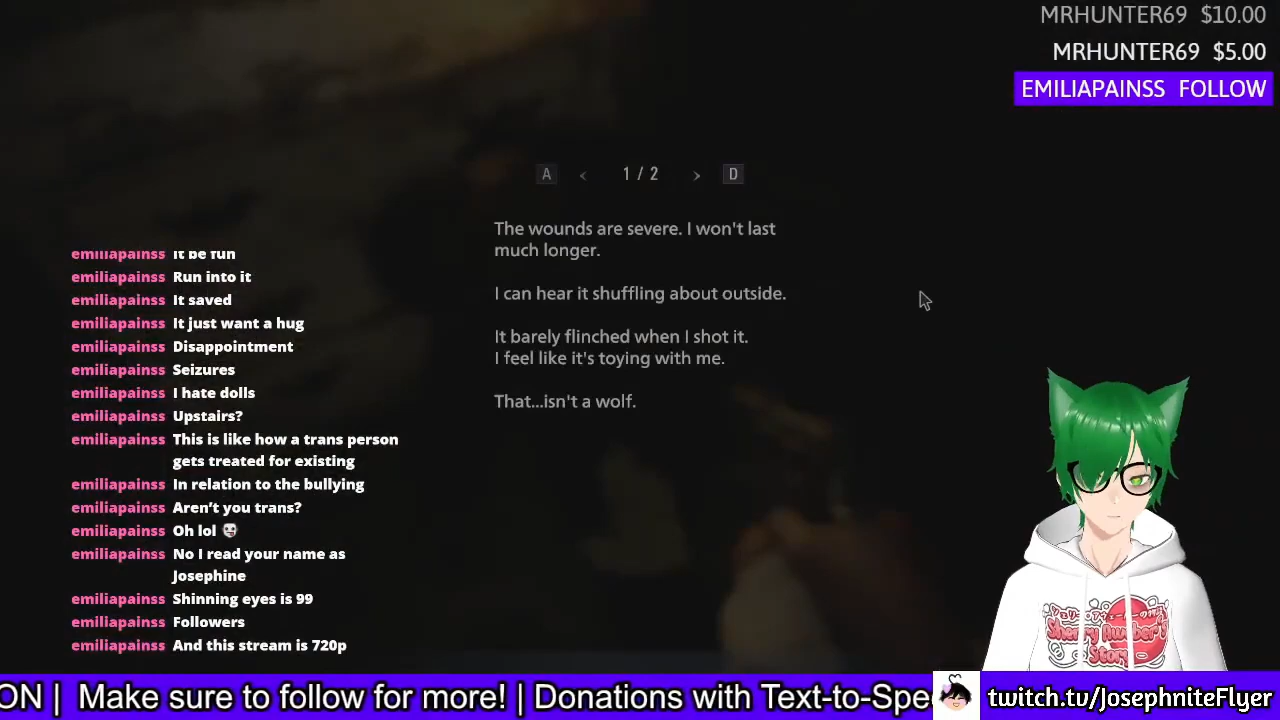 MRHUNTER69 $10.00
MRHUNTER69 $5.00
EMILIAPAINSS FOLLOW
A < 1 / 2 > D
The wounds are severe. I won't last
much longer.
I can hear it shuffling about outside.
It barely flinched when I shot it.
I feel like it's toying with me.
That...isn't a wolf.
emiliapainss It be fun
emiliapainss Run into it
emiliapainss It saved
emiliapainss It just want a hug
emiliapainss Disappointment
emiliapainss Seizures
emiliapainss I hate dolls
emiliapainss Upstairs?
emiliapainss This is like how a trans person
gets treated for existing
emiliapainss In relation to the bullying
emiliapainss Aren't you trans?
emiliapainss Oh lol
emiliapainss No I read your name as
Josephine
emiliapainss Shinning eyes is 99
emiliapainss Followers
emiliapainss And this stream is 720p
Sherry Awber's
Story
ON | Make sure to follow for more! | Donations with Text-to-Spe
twitch.tv/JosephniteFlyer